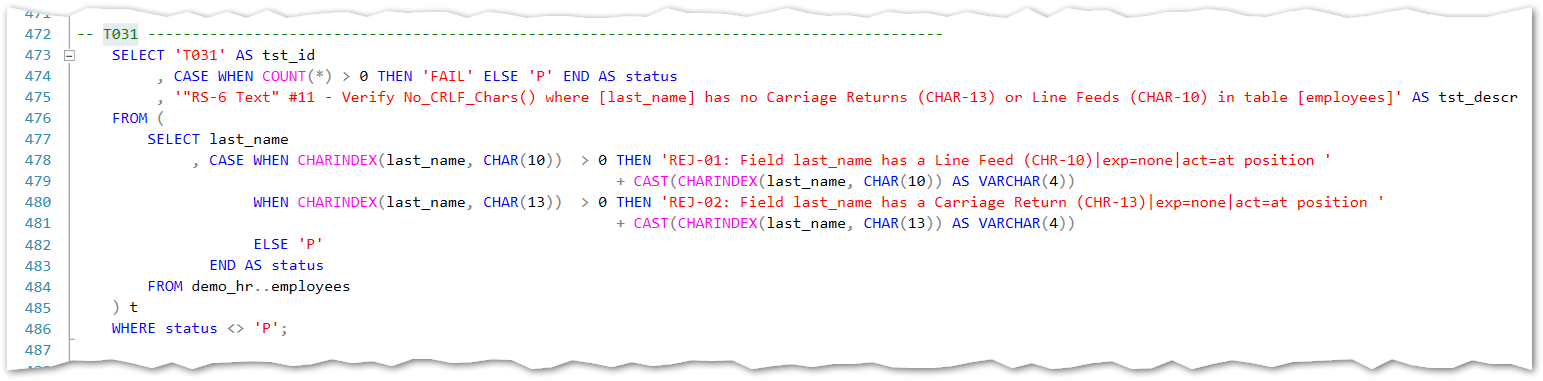 472 -- T031 ------------------------------------------------------------------------------------------
473 SELECT 'T031' AS tst_id
474 , CASE WHEN COUNT(*) > 0 THEN 'FAIL' ELSE 'P' END AS status
475 , '"RS-6 Text" #11 - Verify No_CRLF_Chars() where [last_name] has no Carriage Returns (CHAR-13) or Line Feeds (CHAR-10) in table [employees]' AS tst_descr
476 FROM (
477 SELECT last_name
478 , CASE WHEN CHARINDEX(last_name, CHAR(10))  > 0 THEN 'REJ-01: Field last_name has a Line Feed (CHR-10)|exp=none|act=at position '
479 + CAST(CHARINDEX(last_name, CHAR(10)) AS VARCHAR(4))
480 WHEN CHARINDEX(last_name, CHAR(13))  > 0 THEN 'REJ-02: Field last_name has a Carriage Return (CHR-13)|exp=none|act=at position '
481 + CAST(CHARINDEX(last_name, CHAR(13)) AS VARCHAR(4))
482 ELSE 'P'
483 END AS status
484 FROM demo_hr..employees
485 ) t
486 WHERE status <> 'P';
487